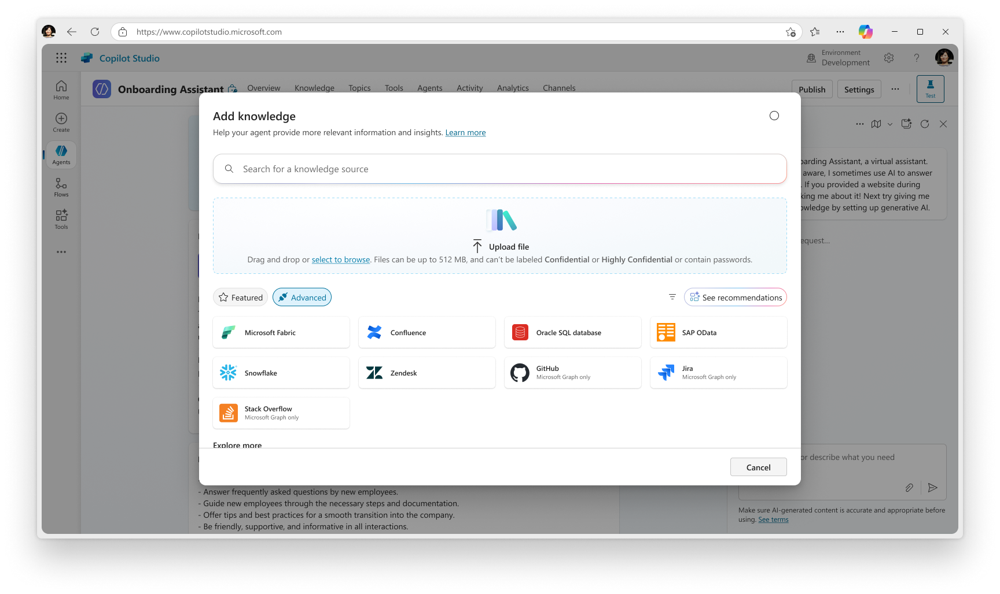 https://www.copilotstudio.microsoft.com
Copilot Studio
Environment
Development
Home
Create
Agents
Flows
Tools
Onboarding Assistant
Overview
Knowledge
Topics
Tools
Agents
Activity
Analytics
Channels
Publish
Settings
Test
Add knowledge
Help your agent provide more relevant information and insights. Learn more
Search for a knowledge source
Upload file
Drag and drop or select to browse. Files can be up to 512 MB, and can't be labeled Confidential or Highly Confidential or contain passwords.
Featured
Advanced
See recommendations
Microsoft Fabric
Confluence
Oracle SQL database
SAP OData
Snowflake
Zendesk
GitHub
Microsoft Graph only
Jira
Microsoft Graph only
Stack Overflow
Microsoft Graph only
Explore more
Cancel
Assistant, a virtual assistant.
aware, I sometimes use AI to answer
. If you provided a website during
me about it! Next try giving me
by setting up generative AI.
or describe what you need
Make sure AI-generated content is accurate and appropriate before
using. See terms
- Answer frequently asked questions by new employees.
- Guide new employees through the necessary steps and documentation.
- Offer tips and best practices for a smooth transition into the company.
- Be friendly, supportive, and informative in all interactions.